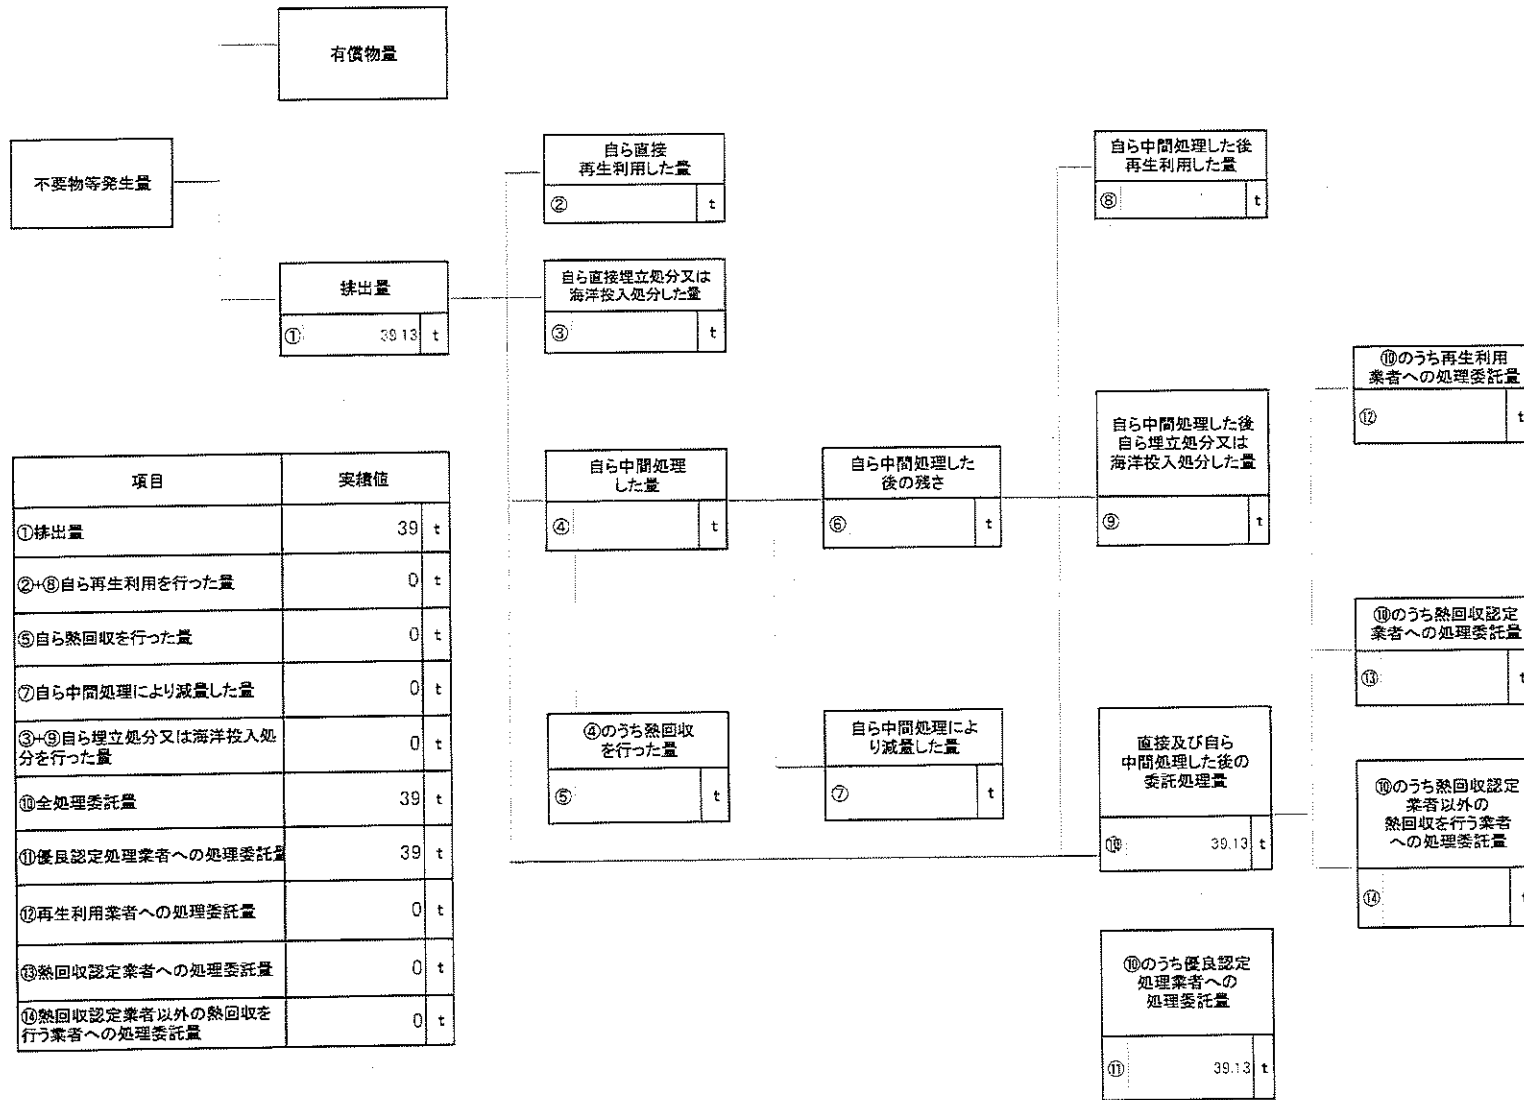 有償物量
不要物等発生量
排出量
① 39.13 t
自ら直接
再生利用した量
② t
自ら直接埋立処分又は
海洋投入処分した量
③ t
自ら中間処理
した量
④ t
④のうち熱回収
を行った量
⑤ t
自ら中間処理した
後の残さ
⑥ t
自ら中間処理によ
り減量した量
⑦ t
自ら中間処理した後
再生利用した量
⑧ t
自ら中間処理した後
自ら埋立処分又は
海洋投入処分した量
⑨ t
直接及び自ら
中間処理した後の
委託処理量
⑩ 39.13 t
⑩のうち優良認定
処理業者への
処理委託量
⑪ 39.13 t
⑩のうち再生利用
業者への処理委託量
⑫ t
⑩のうち熱回収認定
業者への処理委託量
⑬ t
⑩のうち熱回収認定
業者以外の
熱回収を行う業者
への処理委託量
⑭ t
項目 実績値
①排出量 39 t
②+⑧自ら再生利用を行った量 0 t
⑤自ら熱回収を行った量 0 t
⑦自ら中間処理により減量した量 0 t
③+⑨自ら埋立処分又は海洋投入処
分を行った量 0 t
⑩全処理委託量 39 t
⑪優良認定処理業者への処理委託量 39 t
⑫再生利用業者への処理委託量 0 t
⑬熱回収認定業者への処理委託量 0 t
⑭熱回収認定業者以外の熱回収を
行う業者への処理委託量 0 t